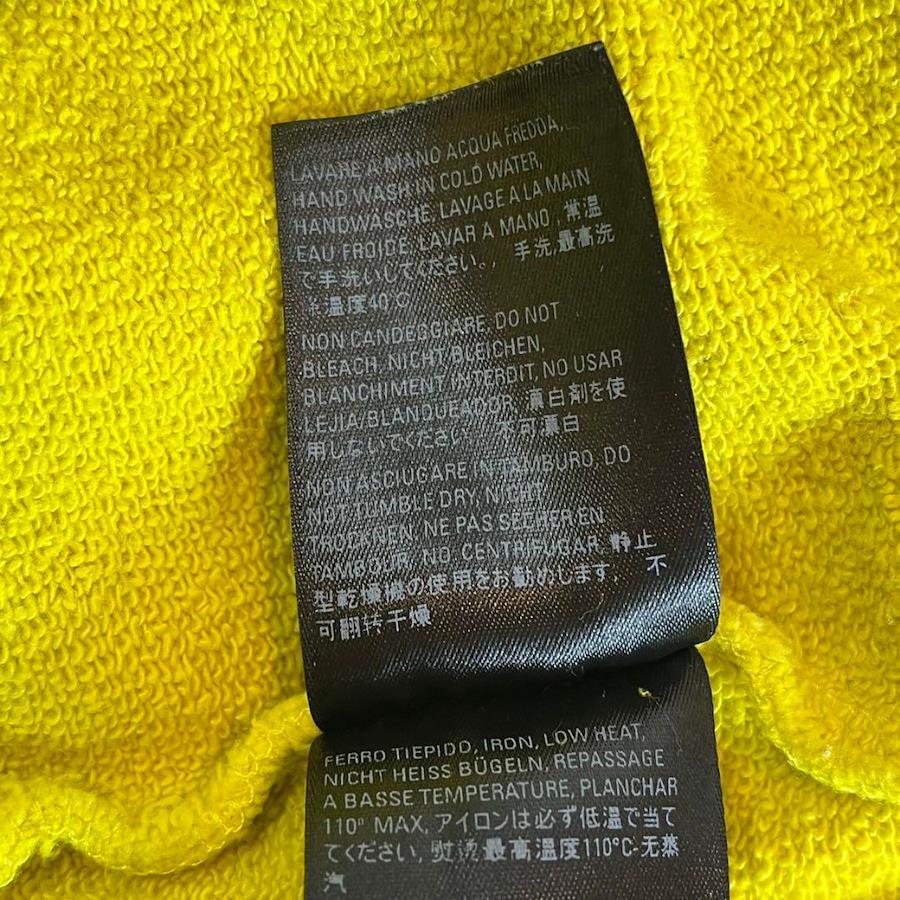 LAVARE A MANO ACQUA FREDDA,
HAND WASH IN COLD WATER,
HANDWASCHE, LAVAGE A LA MAIN
EAU FROIDE, LAVAR A MANO, 常温
で手洗いしてください。, 手洗,最高洗
温度40°C
NON CANDEGGIARE, DO NOT
BLEACH, NICHT BLEICHEN,
BLANCHIMENT INTERDIT, NO USAR
LEJIA/BLANQUEADOR, 漂白剤を使
用しないでください 不可漂白
NON ASCIUGARE IN TAMBURO, DO
NOT TUMBLE DRY, NICHT
TROCKNEN, NE PAS SECHER EN
TAMBOUR, NO, CENTRIFUGAR, 静止
型乾燥機の使用をお勧めします, 不
可翻转干燥
FERRO TIEPIDO, IRON, LOW HEAT,
NICHT HEISS BÜGELN, REPASSAGE
A BASSE TEMPERATURE, PLANCHAR
110° MAX, アイロンは必ず低温で当て
てください, 熨烫最高温度110°C-无蒸
汽